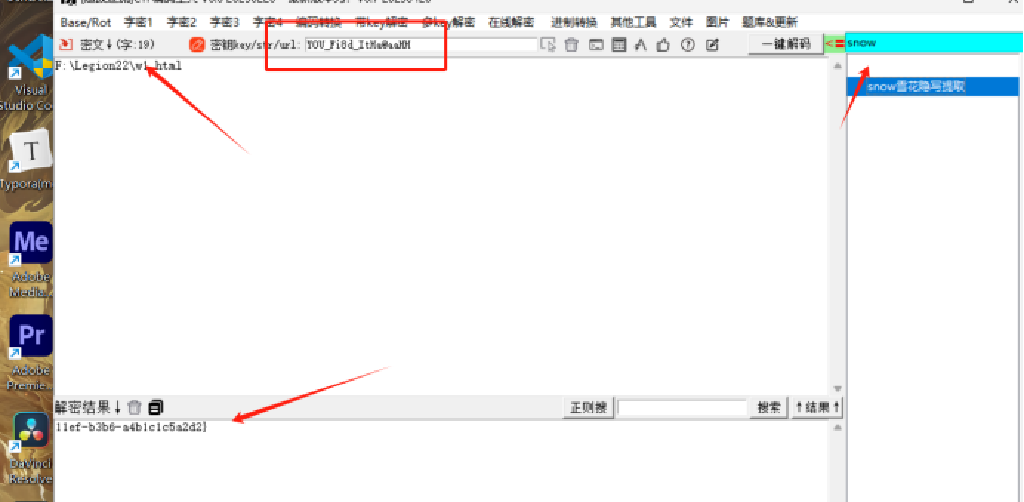 Base/Rot 字密1 字密2 字密3 字密4 编码转换 带key解密 多key解密 在线解密 进制转换 其他工具 文件 图片 题库&更新
密文↓(字:19) 密钥key/str/url: 一键解码 <= snow
F:\Legion22\w1.html
snow雪花隐写提取
Visual
Studio Co
T
Typora(m
Me
Adobe
Media.
Pr
Adobe
Premie..
DaVinci
Resolve
解密结果↓ 正则搜 搜索 ↑结果↑
11ef-b3b6-a4b1c1c5a2d2}